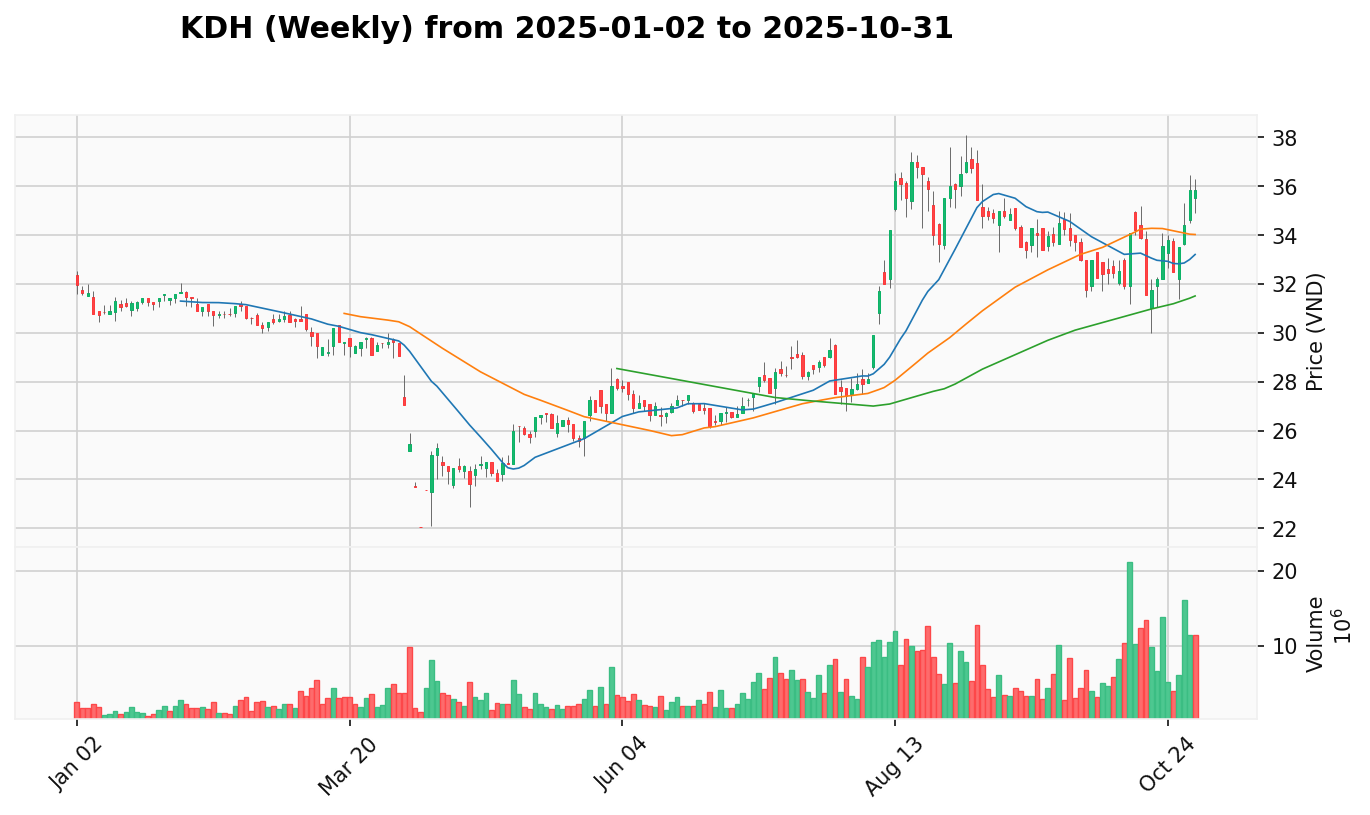 KDH (Weekly) from 2025-01-02 to 2025-10-31
38
36
34
32
30
28
26
24
22
Price (VND)
20
10
Volume
10⁶
Jan 02
Mar 20
Jun 04
Aug 13
Oct 24